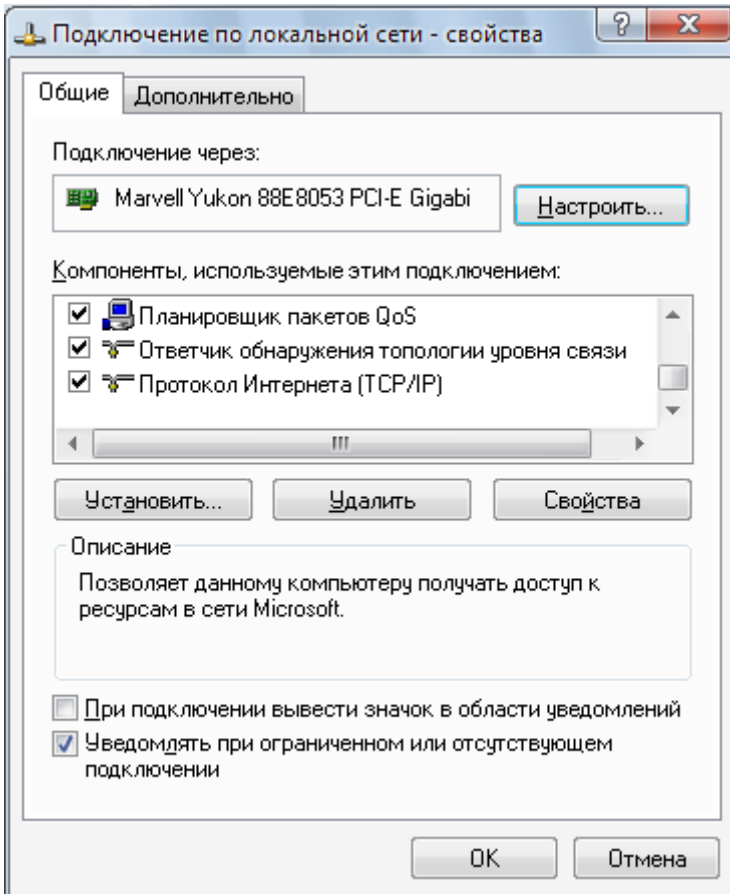 Подключение по локальной сети - свойства
Общие
Дополнительно
Подключение через:
Marvell Yukon 88E8053 PCI-E Gigabi
Настроить...
Компоненты, используемые этим подключением:
Планировщик пакетов QoS
Ответчик обнаружения топологии уровня связи
Протокол Интернета (TCP/IP)
Установить...
Удалить
Свойства
Описание
Позволяет данному компьютеру получать доступ к
ресурсам в сети Microsoft.
При подключении вывести значок в области уведомлений
Уведомлять при ограниченном или отсутствующем
подключении
OK
Отмена